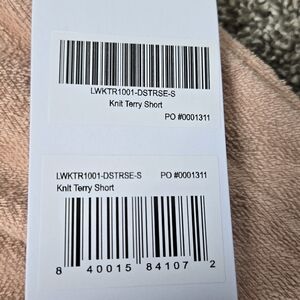 LWKTR1001-DSTRSE-S
Knit Terry Short
PO #0001311
LWKTR1001-DSTRSE-S PO #0001311
Knit Terry Short
8 40015 84107 2